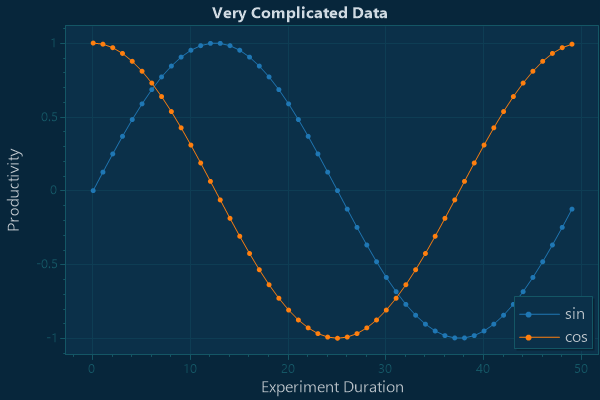 Very Complicated Data
Productivity
1
0.5
0
-0.5
-1
0
10
20
30
40
50
Experiment Duration
sin
cos